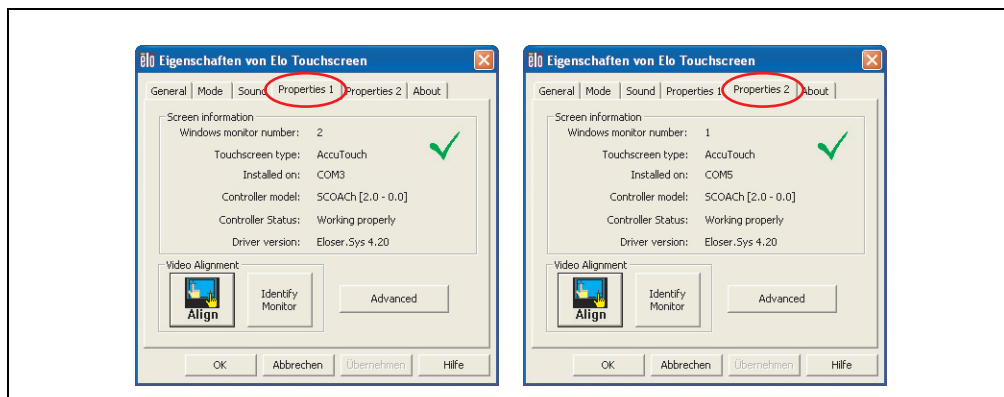 elo Eigenschaften von Elo Touchscreen
General Mode Sound Properties 1 Properties 2 About
Screen information
Windows monitor number: 2
Touchscreen type: AccuTouch
Installed on: COM3
Controller model: SCOACh [2.0 - 0.0]
Controller Status: Working properly
Driver version: Eloser.Sys 4.20
Video Alignment
Align
Identify
Monitor
Advanced
OK Abbrechen Übernehmen Hilfe
elo Eigenschaften von Elo Touchscreen
General Mode Sound Properties 1 Properties 2 About
Screen information
Windows monitor number: 1
Touchscreen type: AccuTouch
Installed on: COM5
Controller model: SCOACh [2.0 - 0.0]
Controller Status: Working properly
Driver version: Eloser.Sys 4.20
Video Alignment
Align
Identify
Monitor
Advanced
OK Abbrechen Übernehmen Hilfe